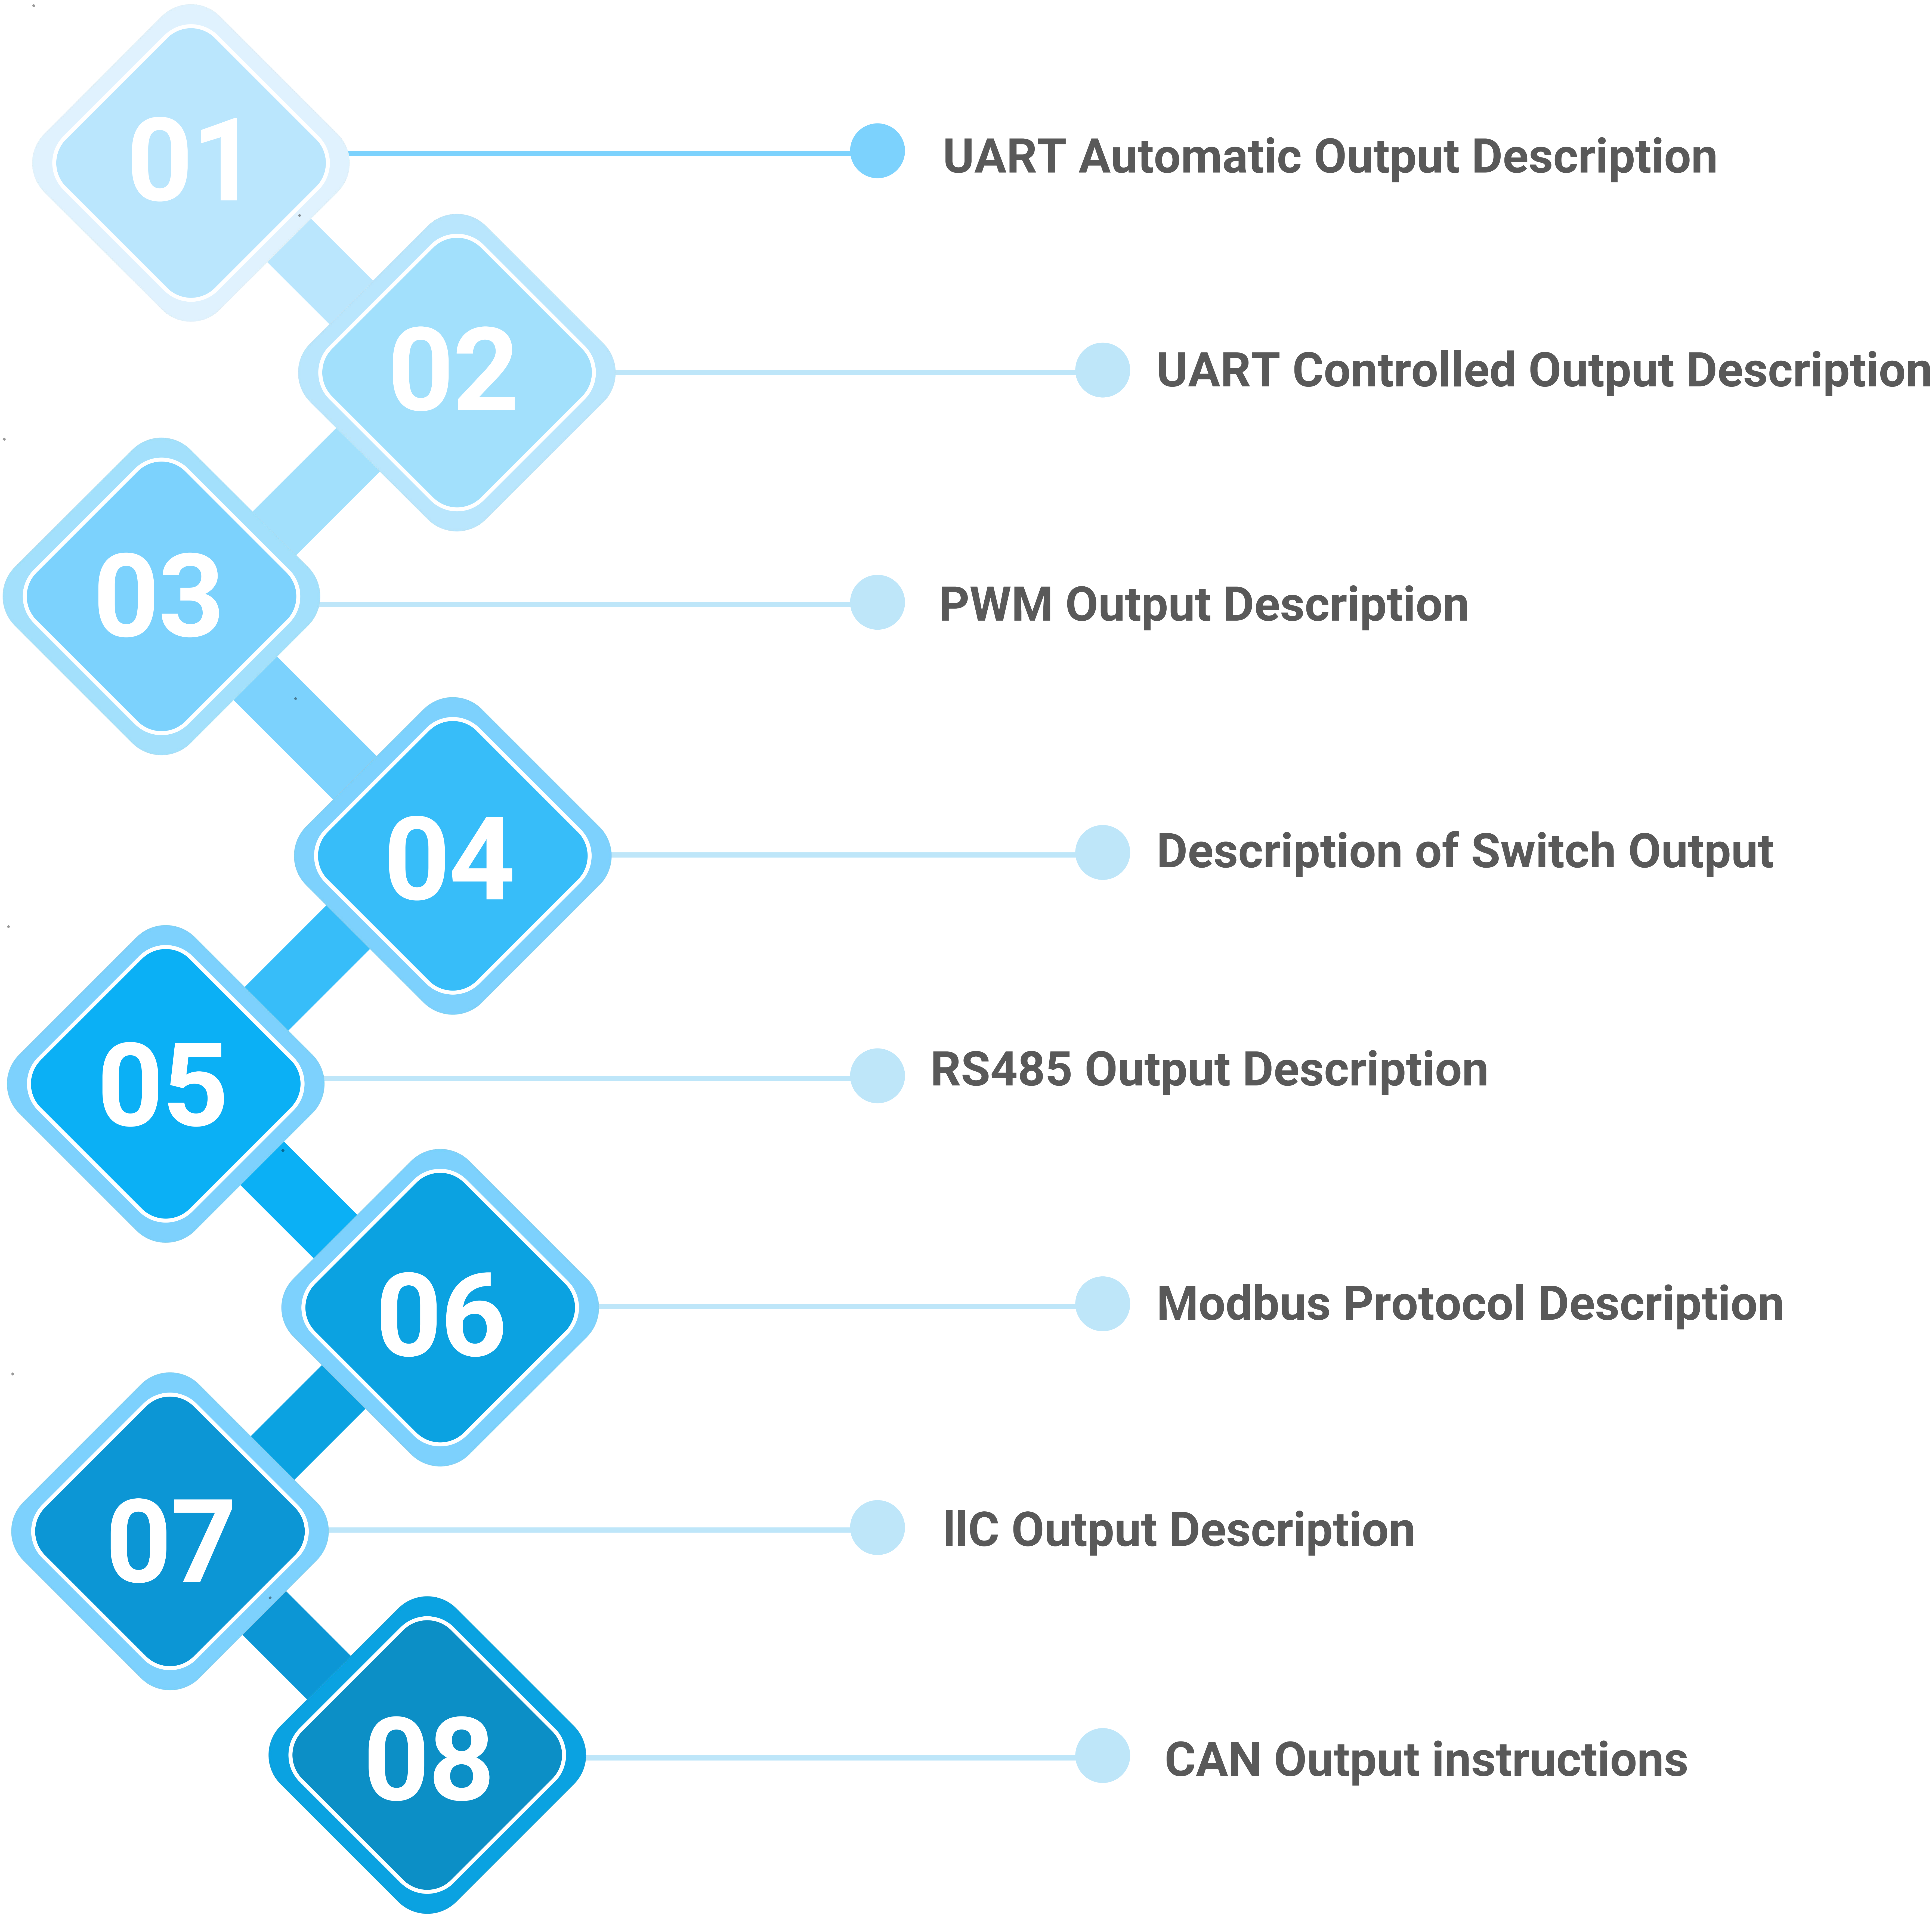 01
UART Automatic Output Description
02
UART Controlled Output Description
03
PWM Output Description
04
Description of Switch Output
05
RS485 Output Description
06
Modbus Protocol Description
07
IIC Output Description
08
CAN Output instructions